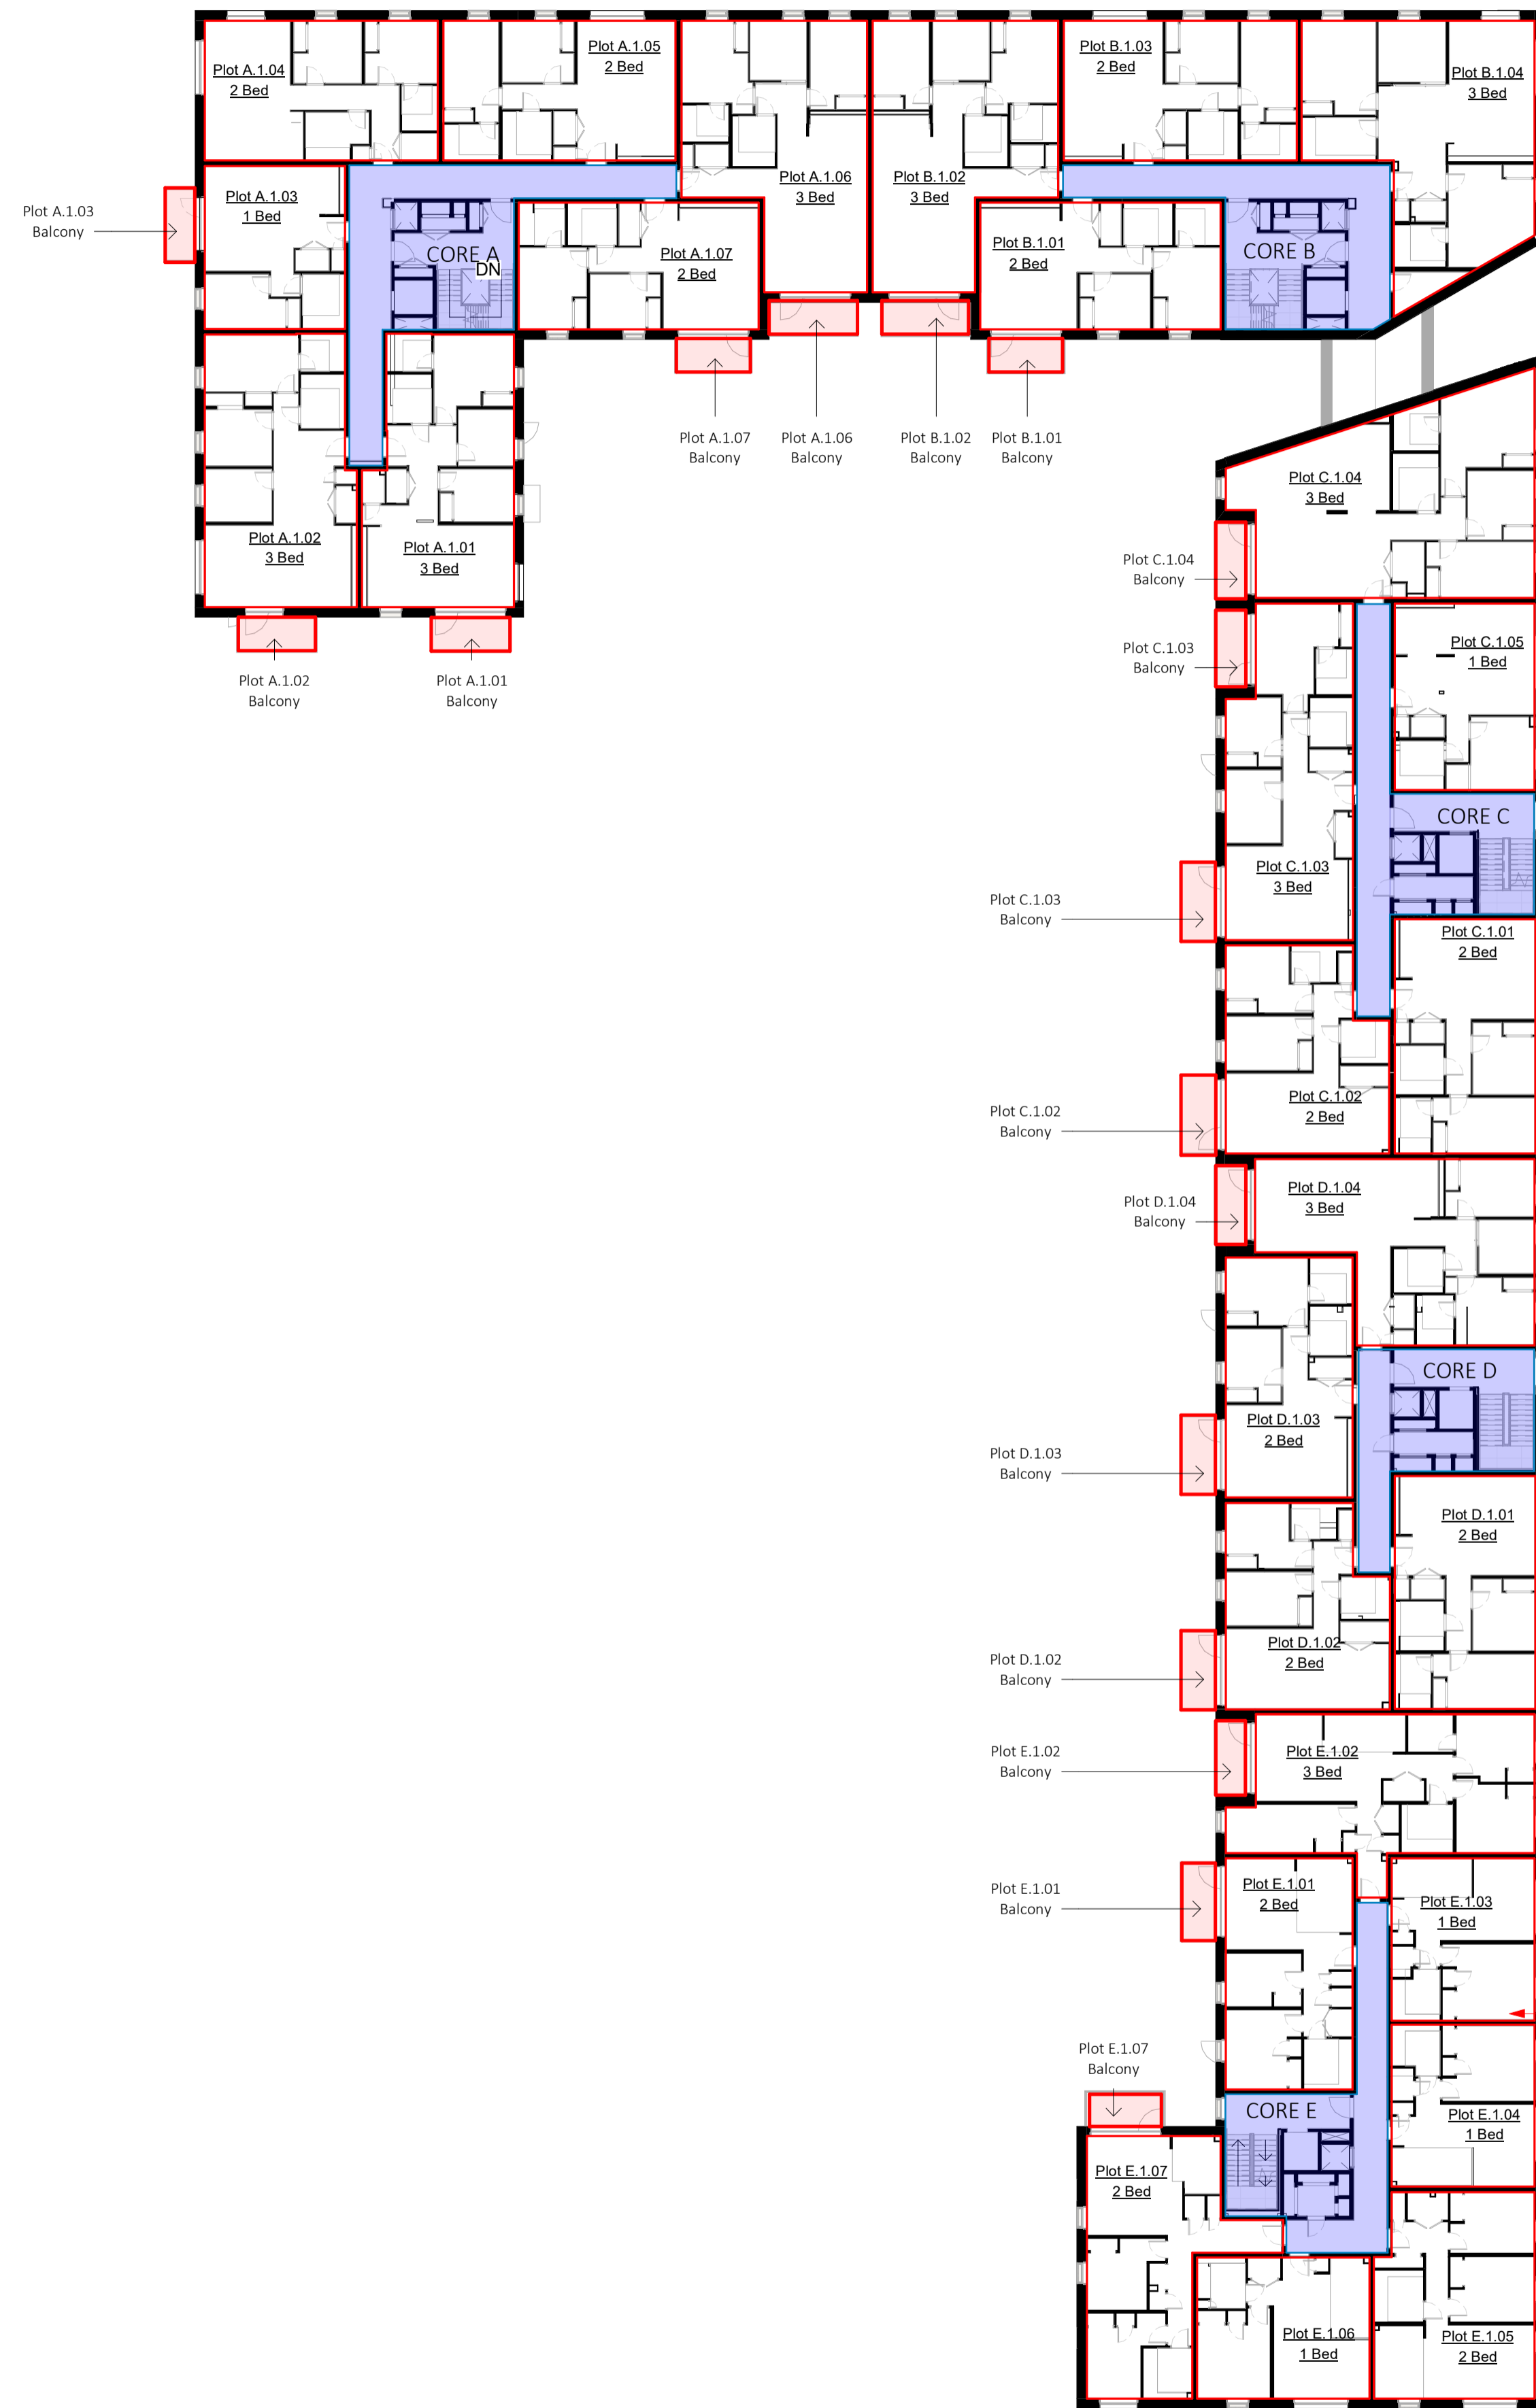 Plot A.1.04
2 Bed
Plot A.1.05
2 Bed
Plot B.1.03
2 Bed
Plot B.1.04
3 Bed
Plot A.1.03
Balcony
Plot A.1.03
1 Bed
Plot A.1.06
3 Bed
Plot B.1.02
3 Bed
CORE A
DN
Plot A.1.07
2 Bed
Plot B.1.01
2 Bed
CORE B
Plot A.1.07
Balcony
Plot A.1.06
Balcony
Plot B.1.02
Balcony
Plot B.1.01
Balcony
Plot A.1.02
3 Bed
Plot A.1.01
3 Bed
Plot A.1.02
Balcony
Plot A.1.01
Balcony
Plot C.1.04
3 Bed
Plot C.1.04
Balcony
Plot C.1.03
Balcony
Plot C.1.05
1 Bed
CORE C
Plot C.1.03
3 Bed
Plot C.1.03
Balcony
Plot C.1.01
2 Bed
Plot C.1.02
Balcony
Plot C.1.02
2 Bed
Plot D.1.04
Balcony
Plot D.1.04
3 Bed
CORE D
Plot D.1.03
2 Bed
Plot D.1.03
Balcony
Plot D.1.01
2 Bed
Plot D.1.02
Balcony
Plot D.1.02
2 Bed
Plot E.1.02
Balcony
Plot E.1.02
3 Bed
Plot E.1.01
Balcony
Plot E.1.01
2 Bed
Plot E.1.03
1 Bed
Plot E.1.07
Balcony
CORE E
Plot E.1.04
1 Bed
Plot E.1.07
2 Bed
Plot E.1.06
1 Bed
Plot E.1.05
2 Bed